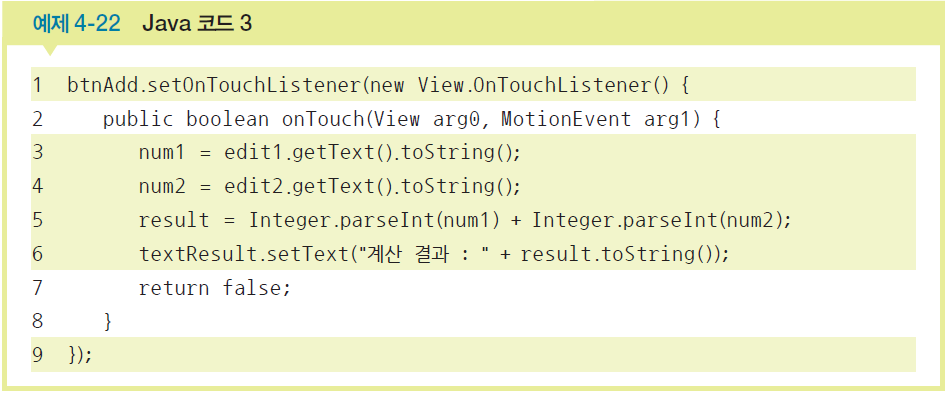 예제 4-22 Java 코드 3
1 btnAdd.setOnTouchListener(new View.OnTouchListener() {
2 public boolean onTouch(View arg0, MotionEvent arg1) {
3 num1 = edit1.getText().toString();
4 num2 = edit2.getText().toString();
5 result = Integer.parseInt(num1) + Integer.parseInt(num2);
6 textResult.setText("계산 결과 : " + result.toString());
7 return false;
8 }
9 });